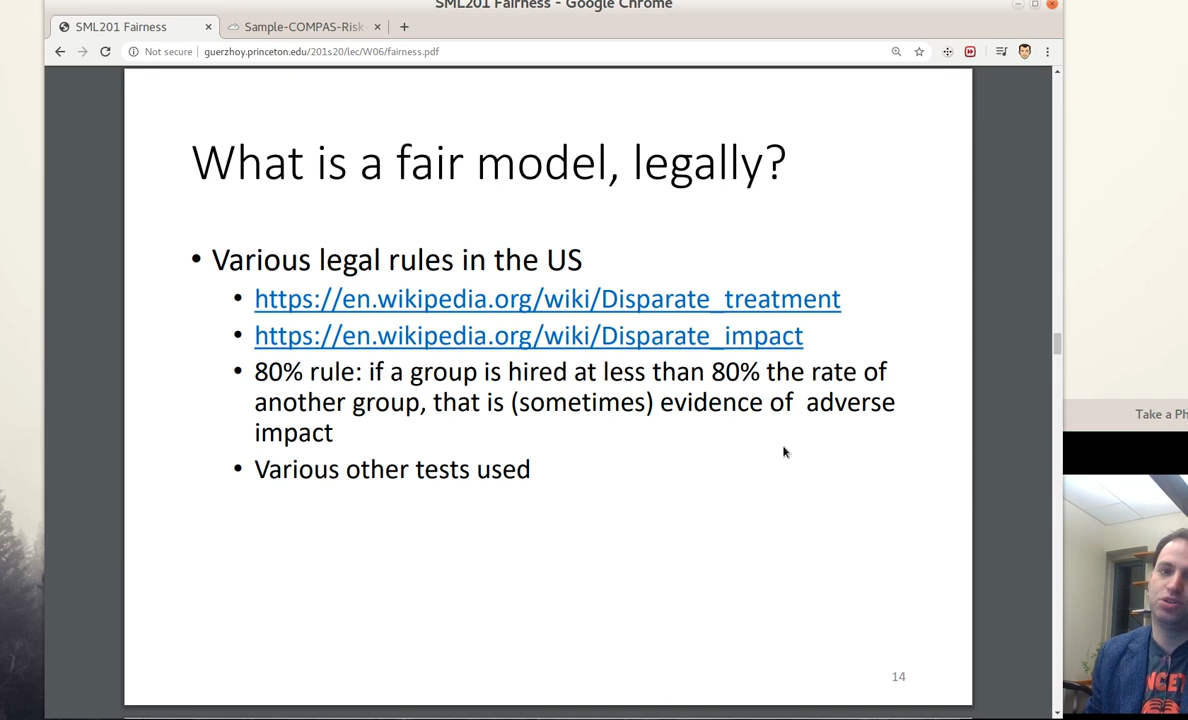 SML201 Fairness - Google Chrome
SML201 Fairness
Sample-COMPAS-Risk
Not secure
guerzhoy.princeton.edu/201s20/lec/W06/fairness.pdf
What is a fair model, legally?
• Various legal rules in the US
• https://en.wikipedia.org/wiki/Disparate_treatment
• https://en.wikipedia.org/wiki/Disparate_impact
• 80% rule: if a group is hired at less than 80% the rate of
another group, that is (sometimes) evidence of adverse
impact
• Various other tests used
14
Take a Ph
NCET